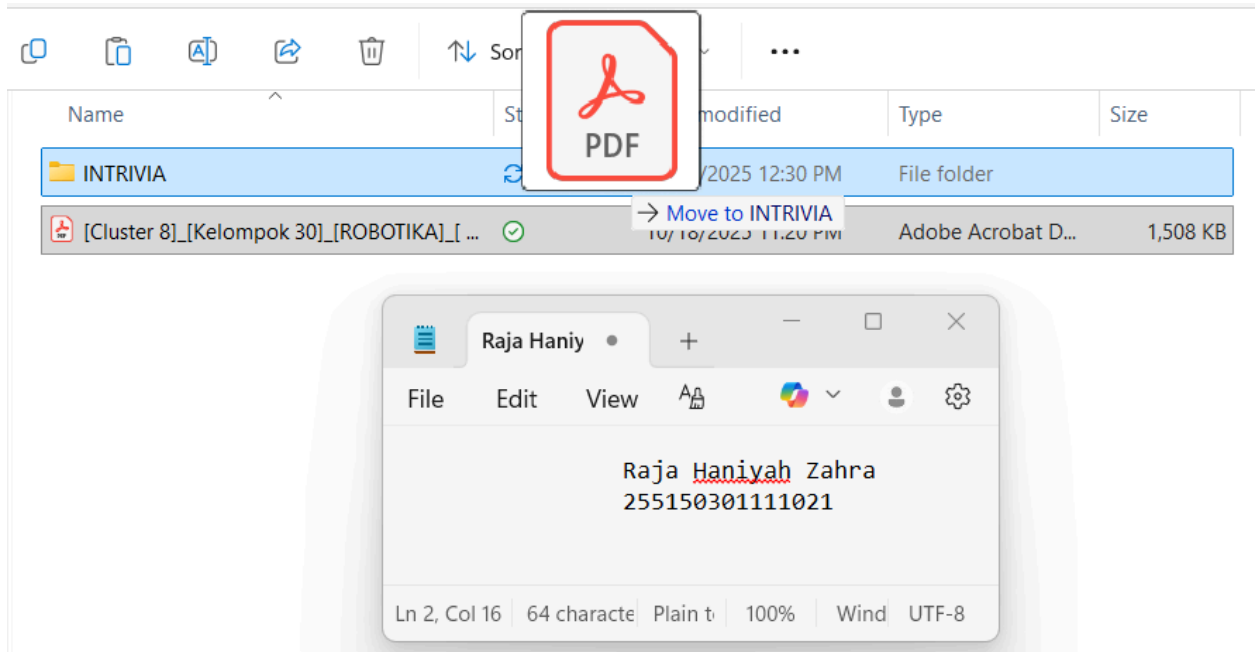 Sor
PDF
Name St modified Type Size
INTRIVIA /2025 12:30 PM File folder
→ Move to INTRIVIA
[Cluster 8]_[Kelompok 30]_[ROBOTIKA]_[ ... 10/18/2025 11:20 PM Adobe Acrobat D... 1,508 KB
Raja Haniy
File Edit View
Raja Haniyah Zahra
255150301111021
Ln 2, Col 16 64 characte Plain t 100% Wind UTF-8